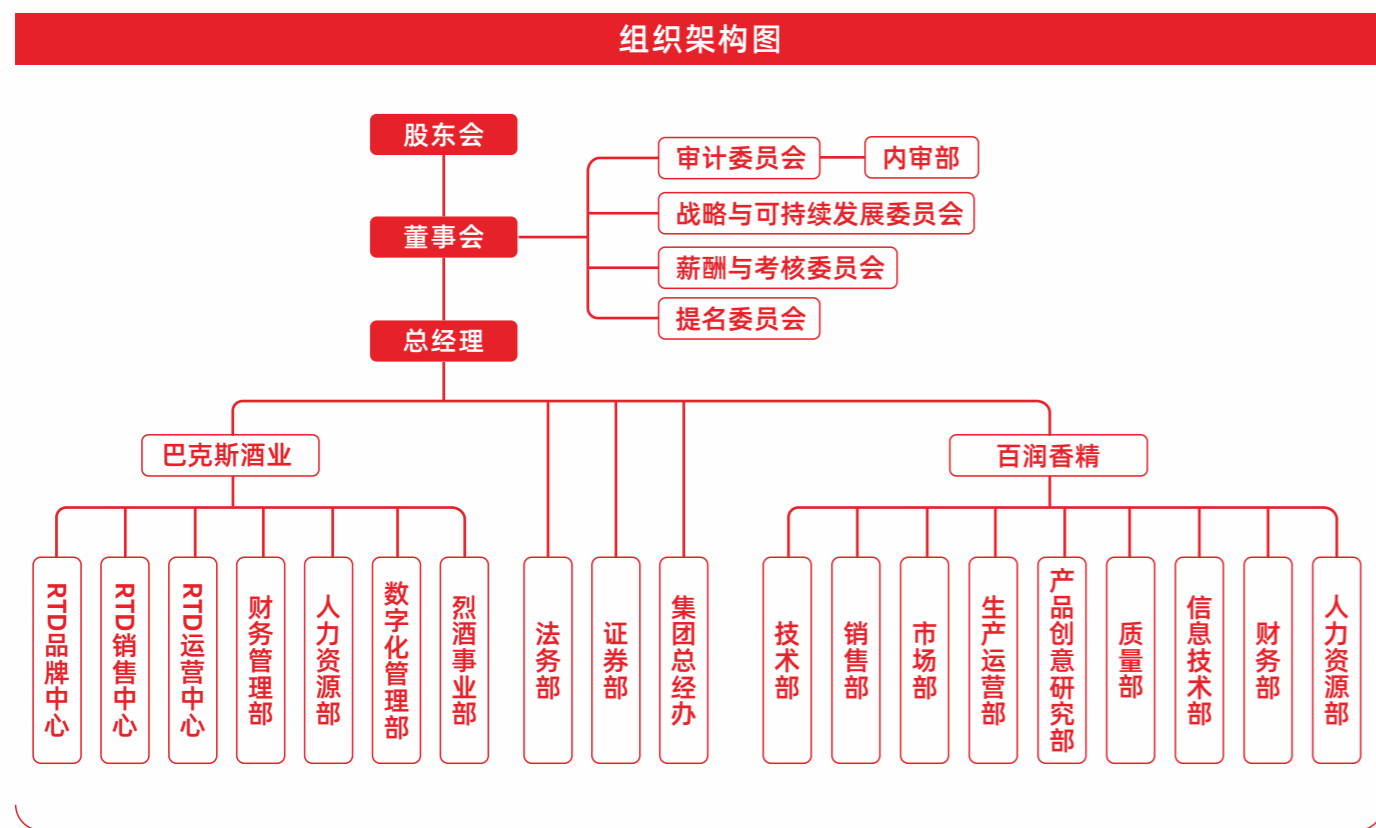 组织架构图
股东会
董事会
总经理
审计委员会
内审部
战略与可持续发展委员会
薪酬与考核委员会
提名委员会
巴克斯酒业
百润香精
RTD品牌中心
RTD销售中心
RTD运营中心
财务管理部
人力资源部
数字化管理部
烈酒事业部
法务部
证券部
集团总经办
技术部
销售部
市场部
生产运营部
产品创意研究部
质量部
信息技术部
财务部
人力资源部